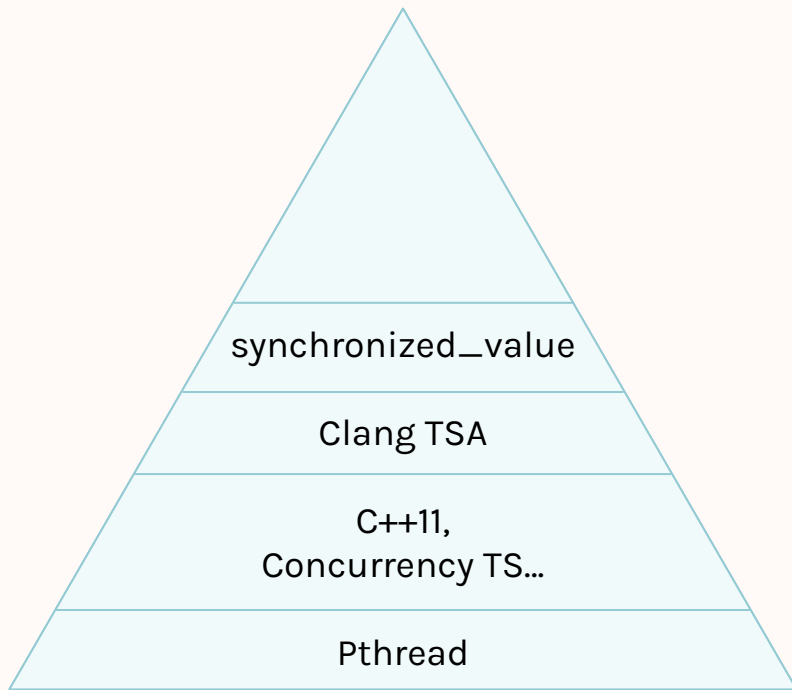 synchronized_value
Clang TSA
C++11,
Concurrency TS...
Pthread